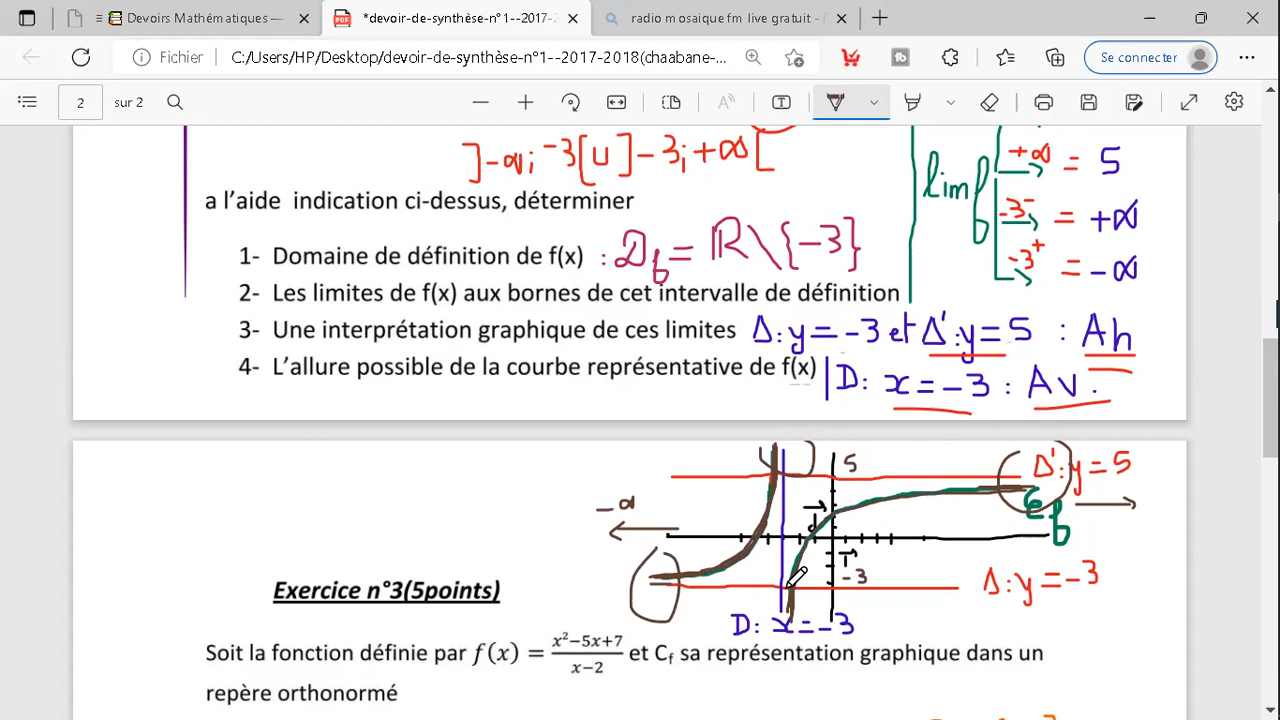 Devoirs Mathématiques —
*devoir-de-synthèse-n°1--2017-2
radio mosaique fm live gratuit -
Fichier C:/Users/HP/Desktop/devoir-de-synthèse-n°1--2017-2018(chaabane-...
Se connecter
2 sur 2
]-∞; -3[ U ]-3; +∞[
lim f
+∞ = 5
-3⁻ = +∞
-3⁺ = -∞
a l'aide indication ci-dessus, déterminer
1- Domaine de définition de f(x) : Df = ℝ\{-3}
2- Les limites de f(x) aux bornes de cet intervalle de définition
3- Une interprétation graphique de ces limites Δ: y = -3 et Δ': y = 5 : Ah
4- L'allure possible de la courbe représentative de f(x) | D: x = -3 : AV.
5 Δ': y = 5
-∞
Cf
-3 Δ: y = -3
D: x = -3
Exercice n°3(5points)
Soit la fonction définie par f(x) = (x²-5x+7)/(x-2) et Cf sa représentation graphique dans un
repère orthonormé